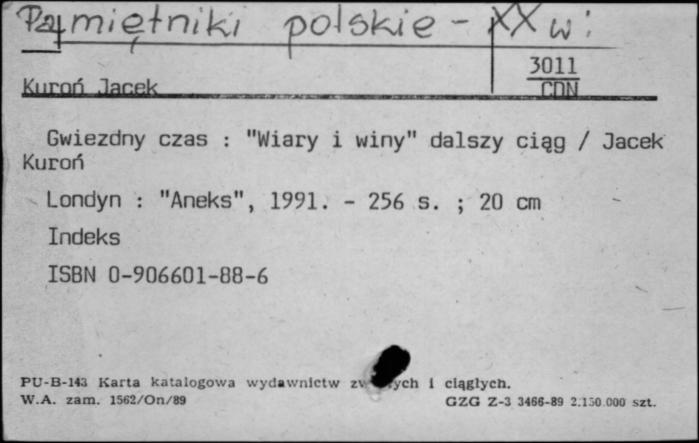 Pamiętniki polskie - XX w.
3011
Kuroń Jacek
CDN
Gwiezdny czas : "Wiary i winy" dalszy ciąg / Jacek
Kuroń
Londyn : "Aneks", 1991. - 256 s. ; 20 cm
Indeks
ISBN 0-906601-88-6
PU-B-143 Karta katalogowa wydawnictw i ciągłych.
W.A. zam. 1562/On/89 GZG Z-3 3466-89 2.150.000 szt.